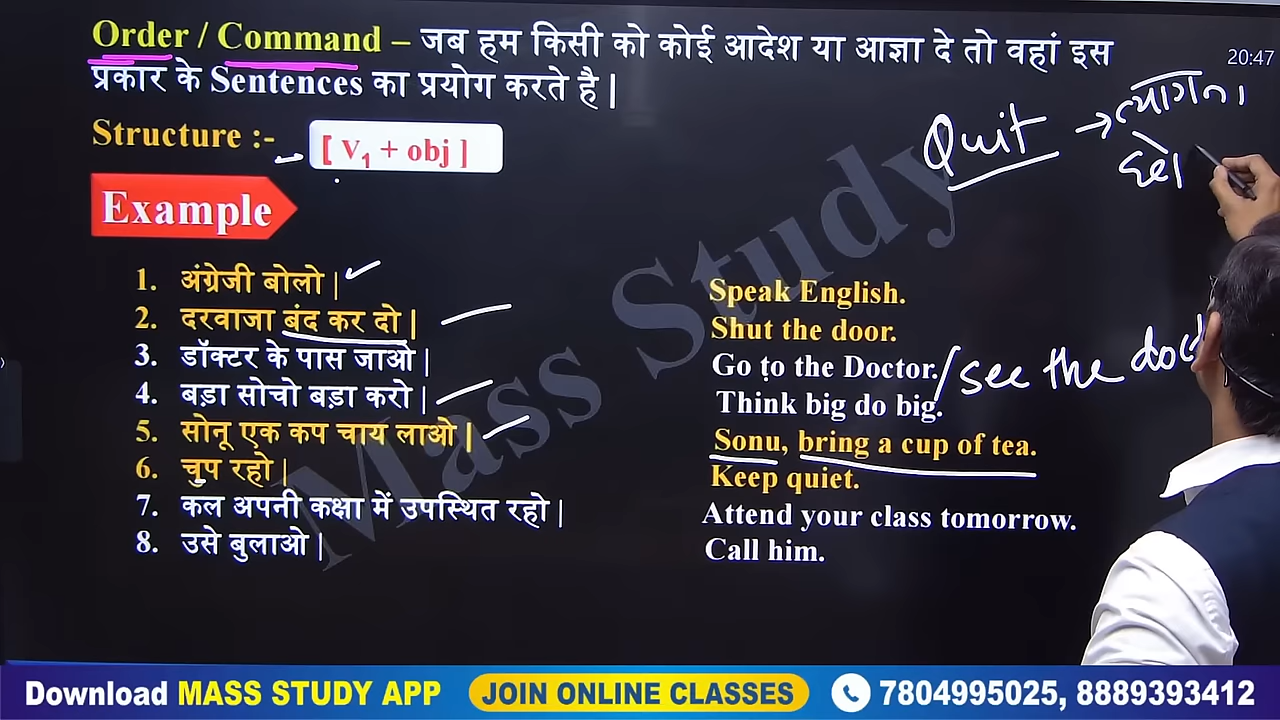 Order / Command – जब हम किसी को कोई आदेश या आज्ञा दे तो वहां इस
प्रकार के Sentences का प्रयोग करते है |
20:47
Structure :- [ V1 + obj ]
Quit → त्यागना
Example
1. अंग्रेजी बोलो | Speak English.
2. दरवाजा बंद कर दो | Shut the door.
3. डॉक्टर के पास जाओ | Go to the Doctor. / see the
4. बड़ा सोचो बड़ा करो | Think big do big.
5. सोनू एक कप चाय लाओ | Sonu, bring a cup of tea.
6. चुप रहो | Keep quiet.
7. कल अपनी कक्षा में उपस्थित रहो | Attend your class tomorrow.
8. उसे बुलाओ | Call him.
Mass Study
Download MASS STUDY APP JOIN ONLINE CLASSES 7804995025, 8889393412